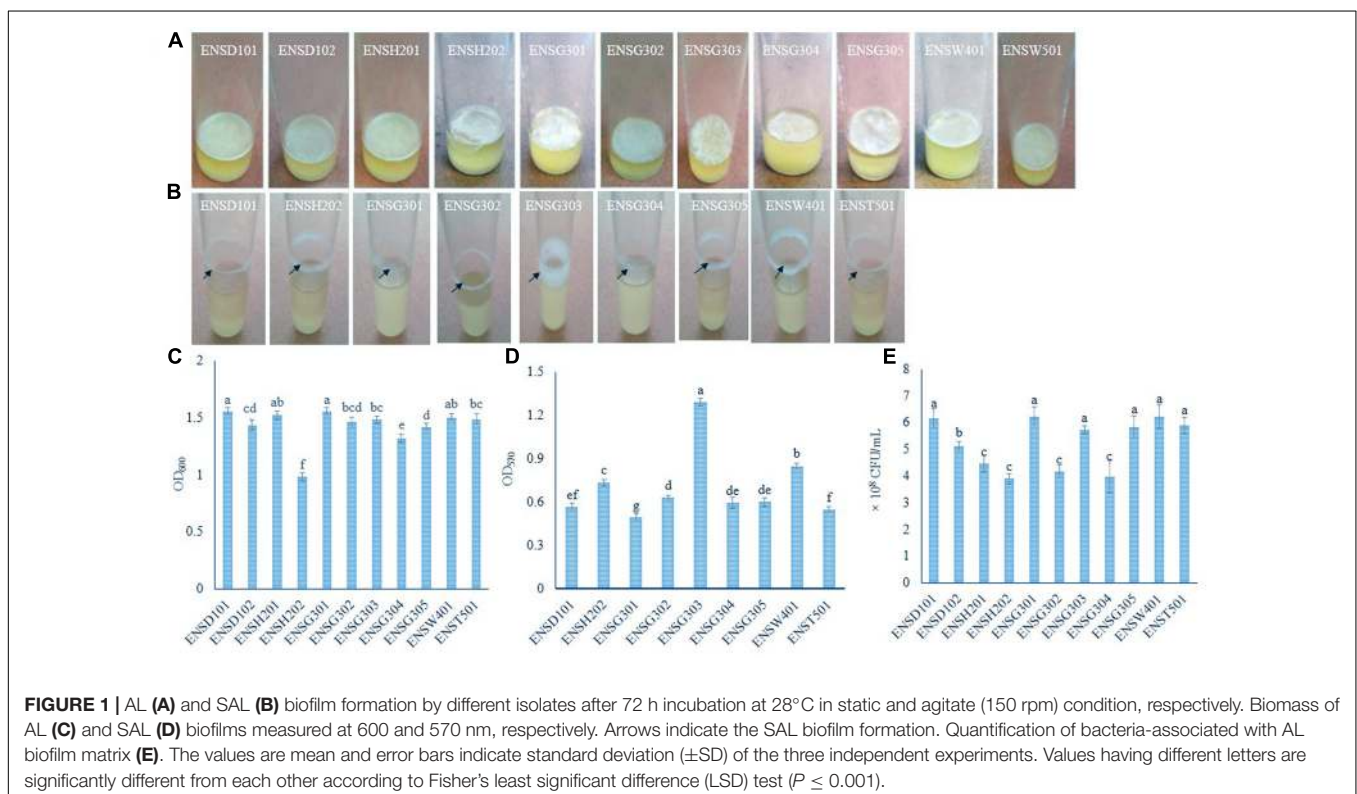 A
ENSD101 ENSD102 ENSH201 ENSH202 ENSG301 ENSG302 ENSG303 ENSG304 ENSG305 ENSW401 ENSW501
B
ENSD101 ENSH202 ENSG301 ENSG302 ENSG303 ENSG304 ENSG305 ENSW401 ENST501
C
2
1.5
1
0.5
0
OD600
a cd ab f a bcd bc e d ab bc
ENSD101 ENSD102 ENSH201 ENSH202 ENSG301 ENSG302 ENSG303 ENSG304 ENSG305 ENSW401 ENST501
D
1.5
1.2
0.9
0.6
0.3
0
OD590
ef c g d a de de b f
ENSD101 ENSH202 ENSG301 ENSG302 ENSG303 ENSG304 ENSG305 ENSW401 ENST501
E
8
7
6
5
4
3
2
1
0
× 10⁸ CFU/mL
a b c c a c a c a a a
ENSD101 ENSD102 ENSH201 ENSH202 ENSG301 ENSG302 ENSG303 ENSG304 ENSG305 ENSW401 ENST501
FIGURE 1 | AL (A) and SAL (B) biofilm formation by different isolates after 72 h incubation at 28°C in static and agitate (150 rpm) condition, respectively. Biomass of
AL (C) and SAL (D) biofilms measured at 600 and 570 nm, respectively. Arrows indicate the SAL biofilm formation. Quantification of bacteria-associated with AL
biofilm matrix (E). The values are mean and error bars indicate standard deviation (±SD) of the three independent experiments. Values having different letters are
significantly different from each other according to Fisher's least significant difference (LSD) test (P ≤ 0.001).